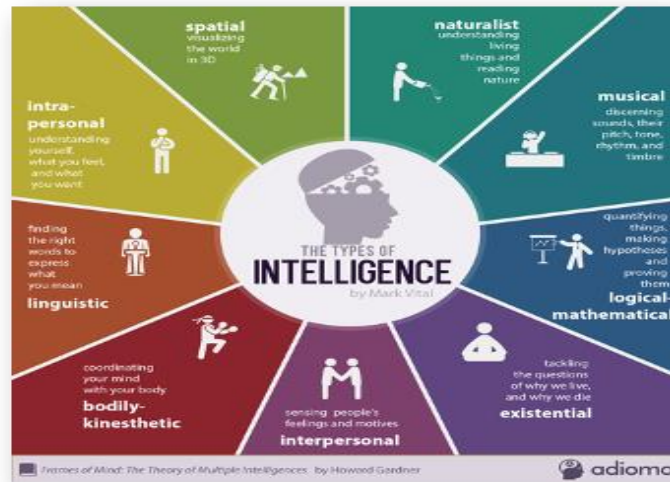 spatial
visualizing
the world
in 3D
naturalist
understanding
living
things and
reading
nature
musical
discerning
sounds, their
pitch, tone,
rhythm, and
timbre
quantifying
things,
making
hypotheses
and
proving
them
logical-
mathematical
tackling
the questions
of why we live,
and why we die
existential
sensing people's
feelings and motives
interpersonal
coordinating
your mind
with your body
bodily-
kinesthetic
finding
the right
words to
express
what
you mean
linguistic
intra-
personal
understanding
yourself,
what you feel,
and what
you want
THE TYPES OF
INTELLIGENCE
by Mark Vital
Frames of Mind: The Theory of Multiple Intelligences by Howard Gardner
adioma